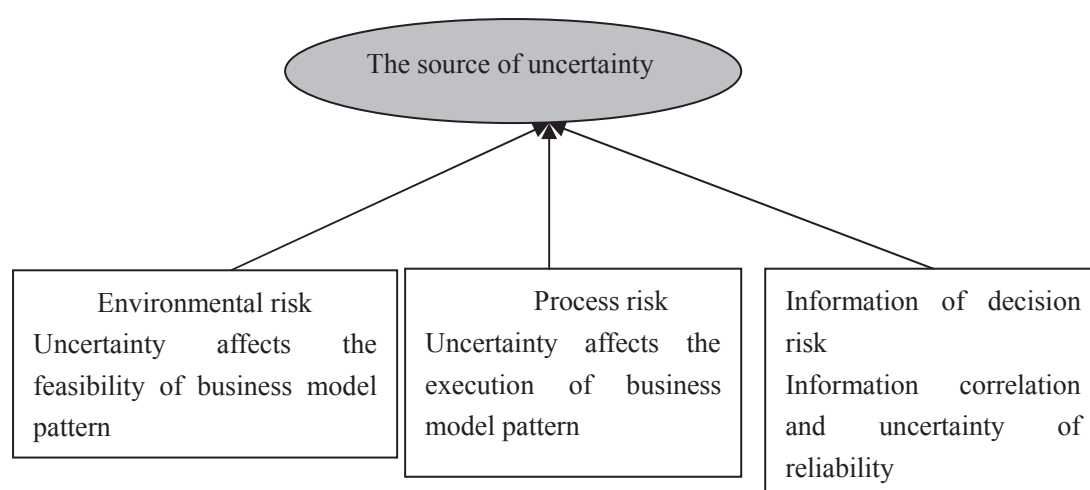 The source of uncertainty
Environmental risk
Uncertainty affects the
feasibility of business model
pattern
Process risk
Uncertainty affects the
execution of business
model pattern
Information of decision
risk
Information correlation
and uncertainty of
reliability